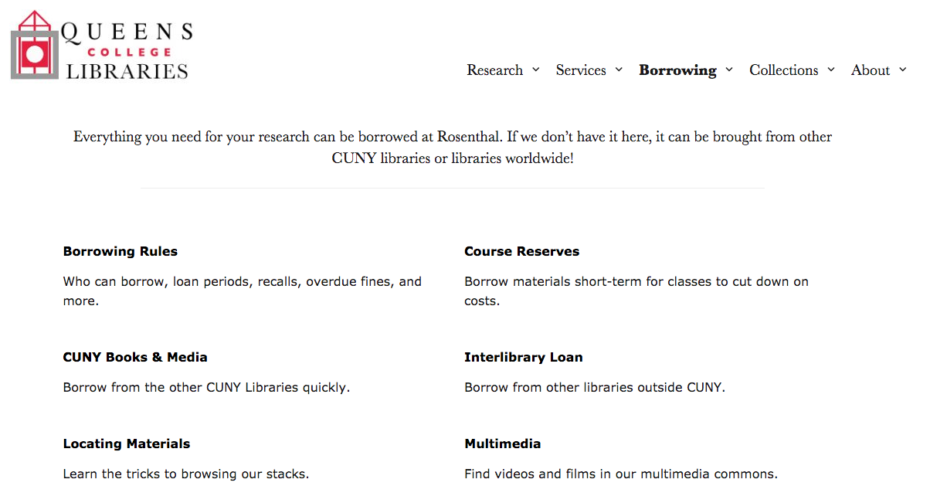 QUEENS
COLLEGE
LIBRARIES
Research Services Borrowing Collections About
Everything you need for your research can be borrowed at Rosenthal. If we don’t have it here, it can be brought from other
CUNY libraries or libraries worldwide!
Borrowing Rules
Who can borrow, loan periods, recalls, overdue fines, and
more.
Course Reserves
Borrow materials short-term for classes to cut down on
costs.
CUNY Books & Media
Borrow from the other CUNY Libraries quickly.
Interlibrary Loan
Borrow from other libraries outside CUNY.
Locating Materials
Learn the tricks to browsing our stacks.
Multimedia
Find videos and films in our multimedia commons.